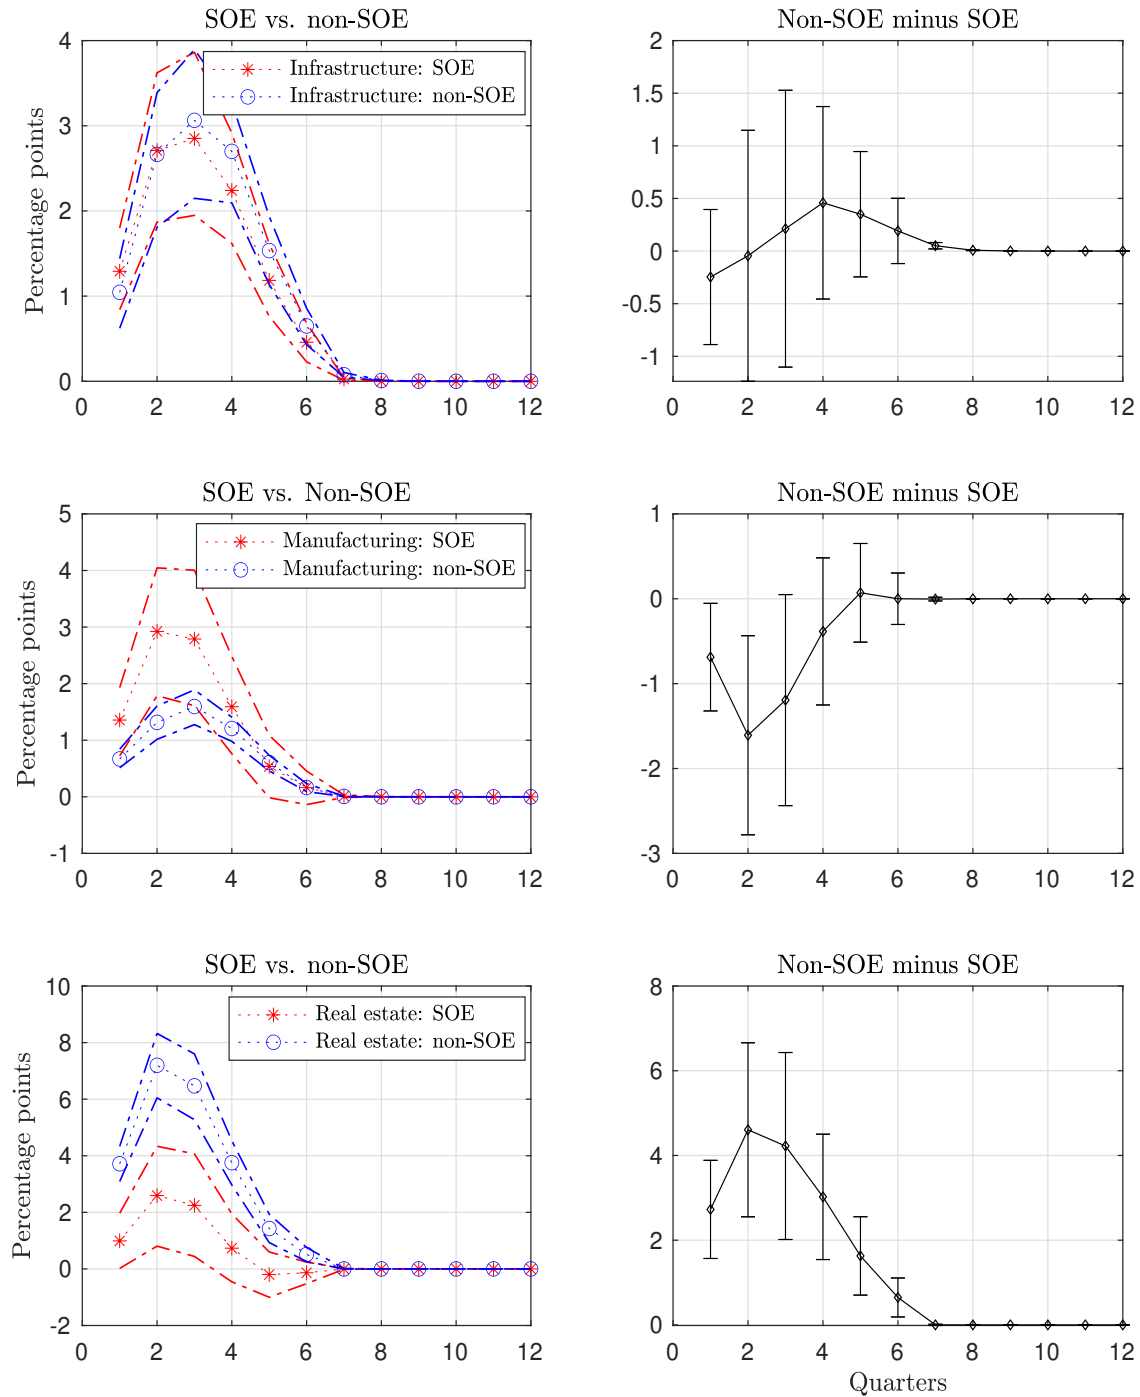 SOE vs. non-SOE
Percentage points
4
3
2
1
0
Infrastructure: SOE
Infrastructure: non-SOE
0 2 4 6 8 10 12
Non-SOE minus SOE
2
1.5
1
0.5
0
-0.5
-1
0 2 4 6 8 10 12
SOE vs. Non-SOE
Percentage points
5
4
3
2
1
0
-1
Manufacturing: SOE
Manufacturing: non-SOE
0 2 4 6 8 10 12
Non-SOE minus SOE
1
0
-1
-2
-3
0 2 4 6 8 10 12
SOE vs. non-SOE
Percentage points
10
8
6
4
2
0
-2
Real estate: SOE
Real estate: non-SOE
0 2 4 6 8 10 12
Non-SOE minus SOE
8
6
4
2
0
0 2 4 6 8 10 12
Quarters